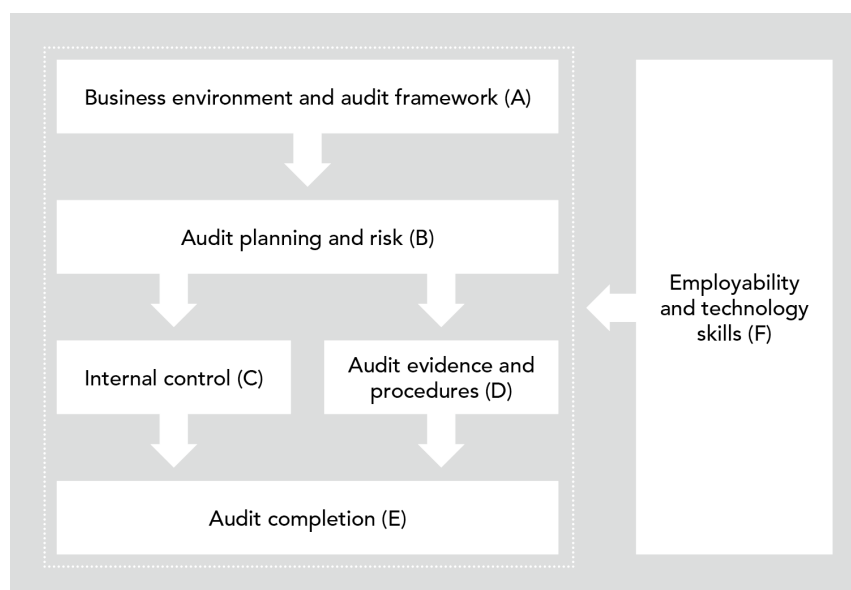 Business environment and audit framework (A)
Audit planning and risk (B)
Internal control (C)
Audit evidence and
procedures (D)
Audit completion (E)
Employability
and technology
skills (F)